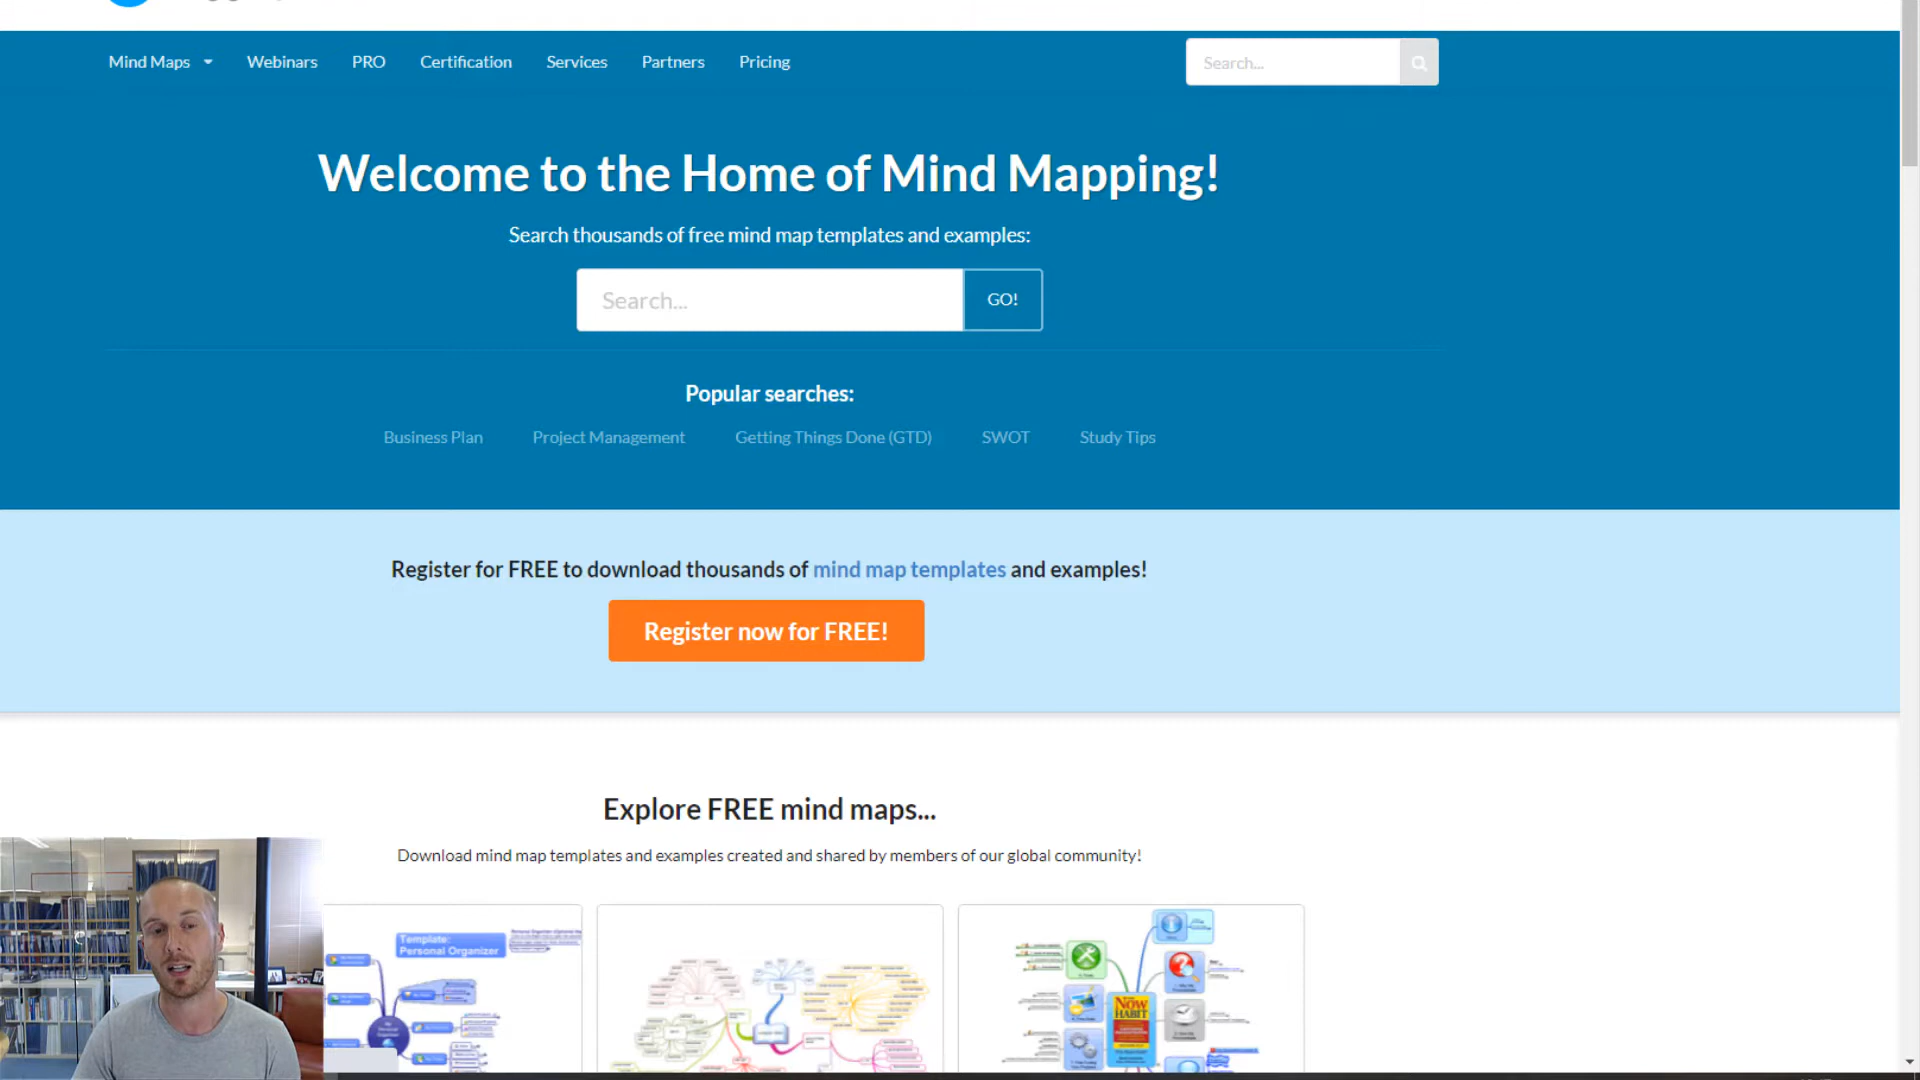 Mind Maps
Webinars
PRO
Certification
Services
Partners
Pricing
Search...
Welcome to the Home of Mind Mapping!
Search thousands of free mind map templates and examples:
Search...
GO!
Popular searches:
Business Plan
Project Management
Getting Things Done (GTD)
SWOT
Study Tips
Register for FREE to download thousands of mind map templates and examples!
Register now for FREE!
Explore FREE mind maps...
Download mind map templates and examples created and shared by members of our global community!
Template:
Personal Organizer
NOW
HABIT